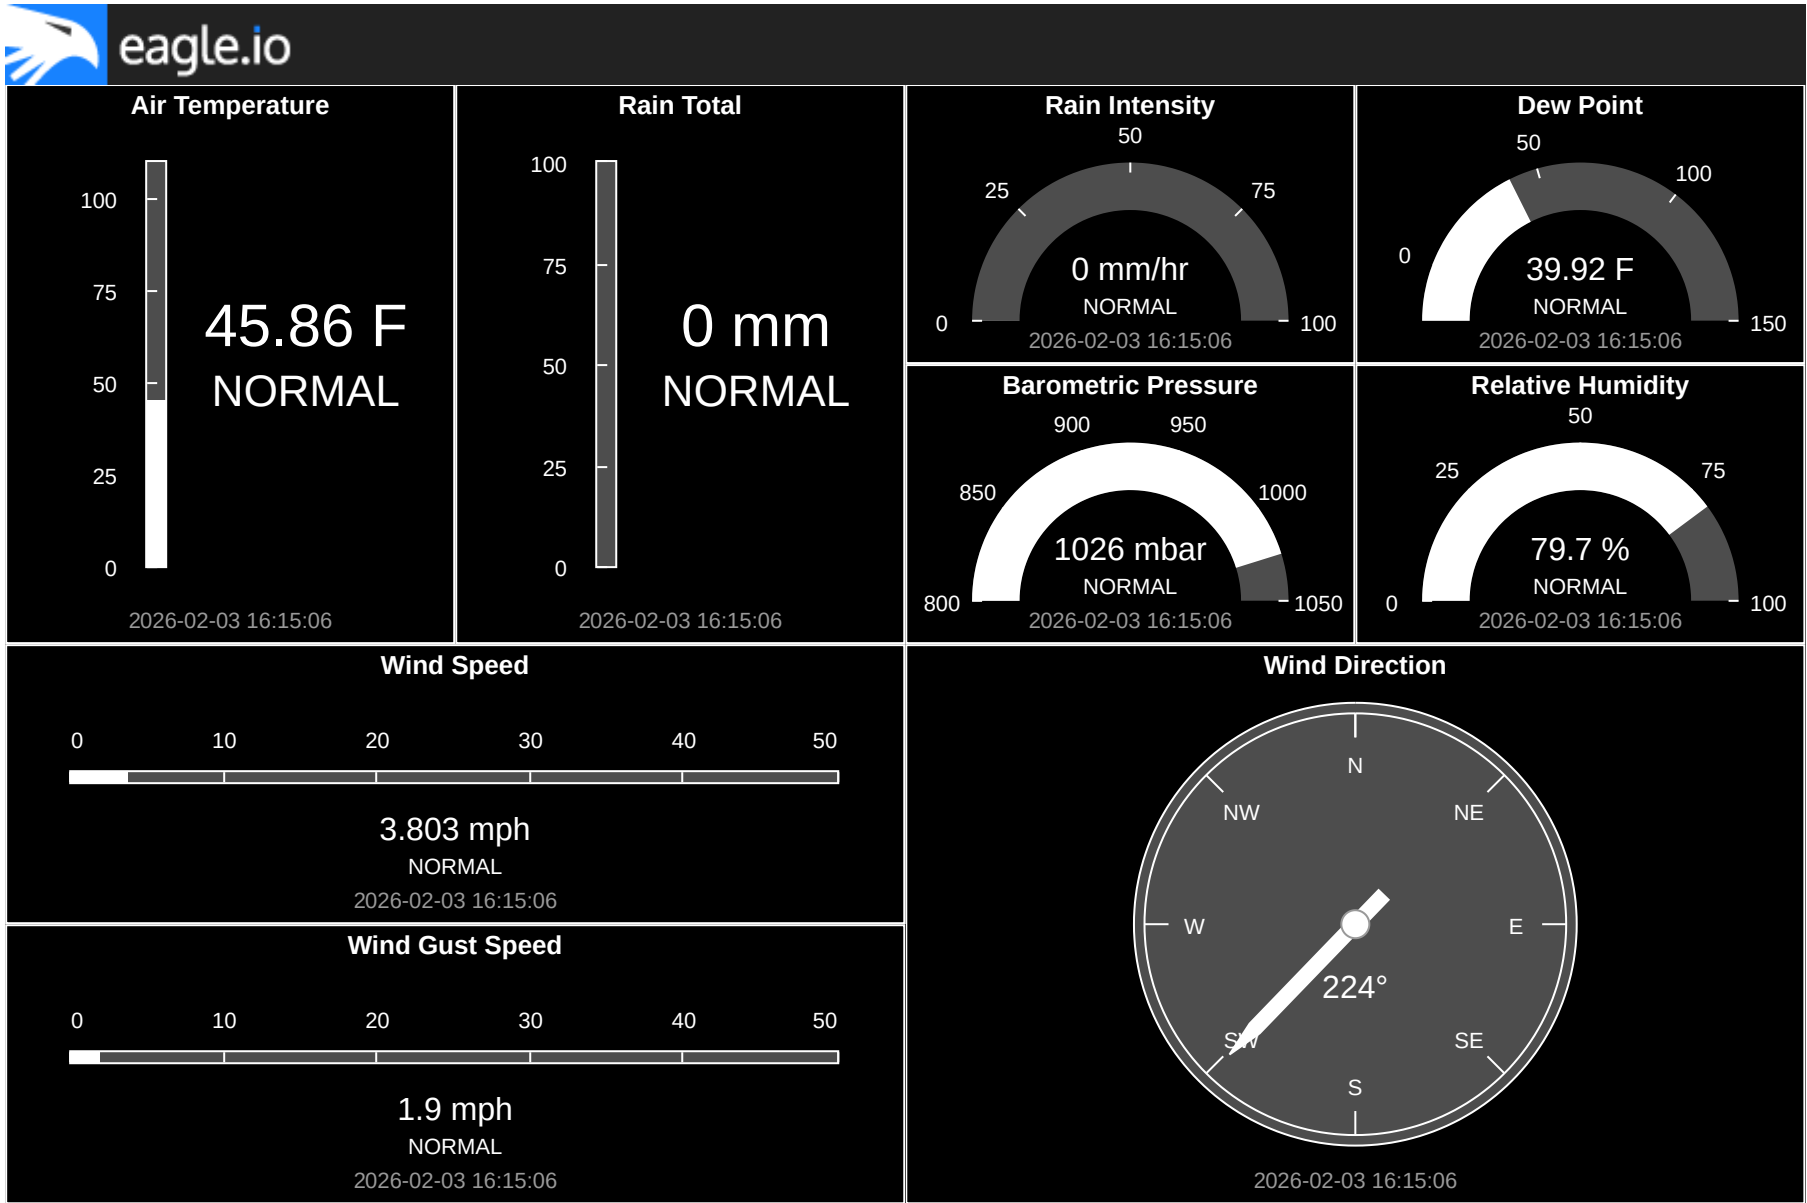 eagle.io
Air Temperature
100
75
50
25
0
45.86 F
NORMAL
2026-02-03 16:15:06
Rain Total
100
75
50
25
0
0 mm
NORMAL
2026-02-03 16:15:06
Rain Intensity
0
25
50
75
100
0 mm/hr
NORMAL
2026-02-03 16:15:06
Dew Point
0
50
100
150
39.92 F
NORMAL
2026-02-03 16:15:06
Barometric Pressure
800
850
900
950
1000
1050
1026 mbar
NORMAL
2026-02-03 16:15:06
Relative Humidity
0
25
50
75
100
79.7 %
NORMAL
2026-02-03 16:15:06
Wind Speed
0 10 20 30 40 50
3.803 mph
NORMAL
2026-02-03 16:15:06
Wind Gust Speed
0 10 20 30 40 50
1.9 mph
NORMAL
2026-02-03 16:15:06
Wind Direction
N
NW NE
W E
224°
SW SE
S
2026-02-03 16:15:06